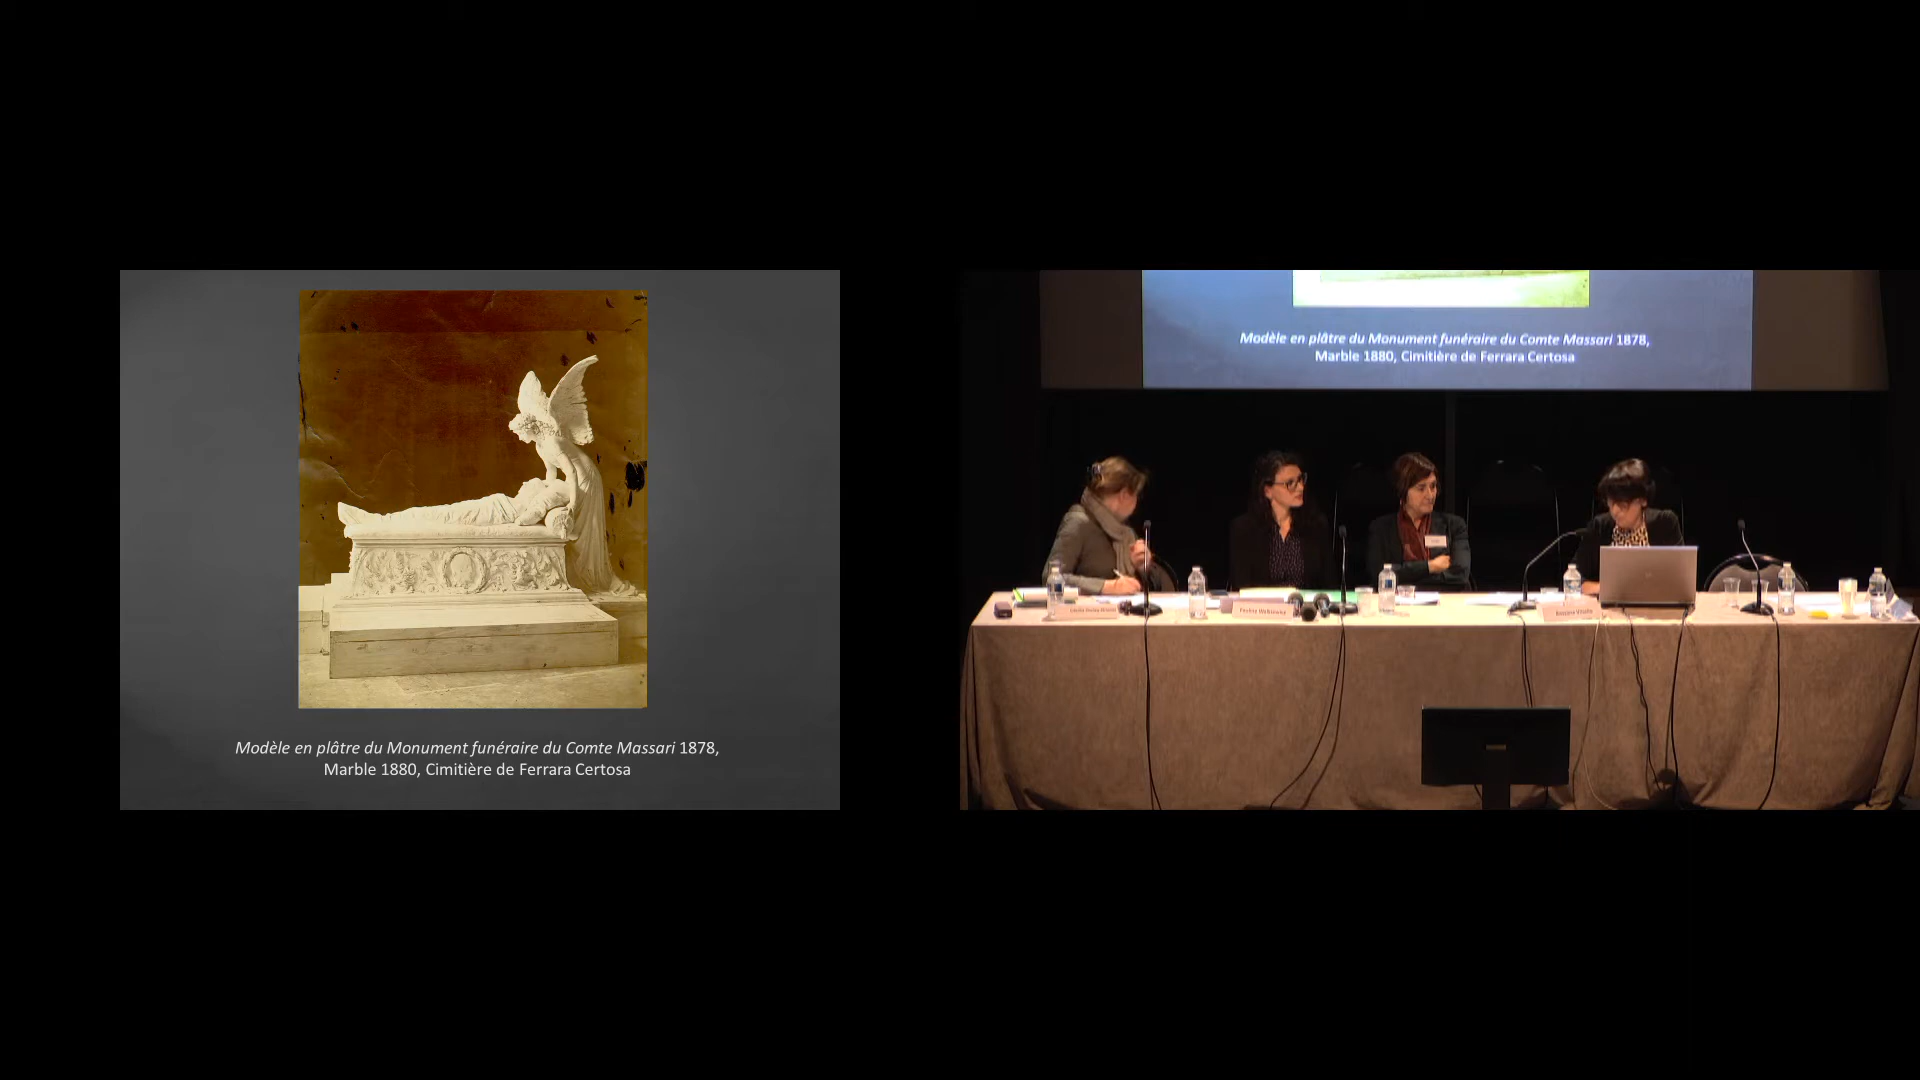 Modèle en plâtre du Monument funéraire du Comte Massari 1878,
Marble 1880, Cimitière de Ferrara Certosa
Modèle en plâtre du Monument funéraire du Comte Massari 1878,
Marble 1880, Cimitière de Ferrara Certosa